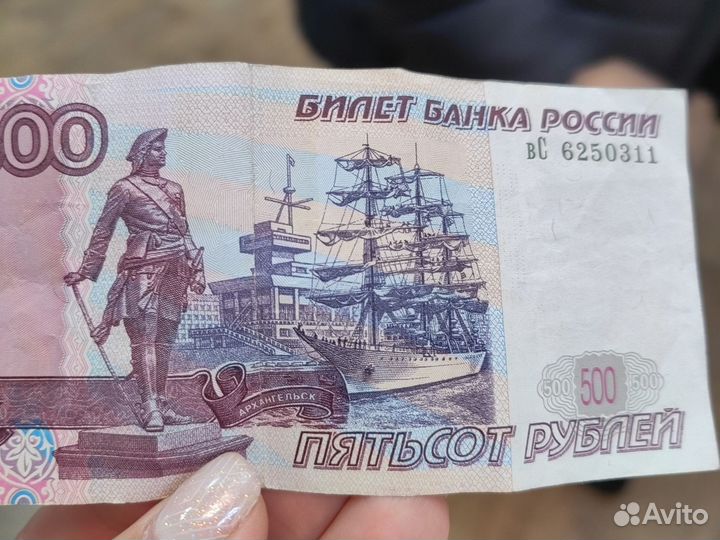 00
БИЛЕТ БАНКА РОССИИ
вС 6250311
АРХАНГЕЛЬСК
500 500 500
ПЯТЬСОТ РУБЛЕЙ
Avito